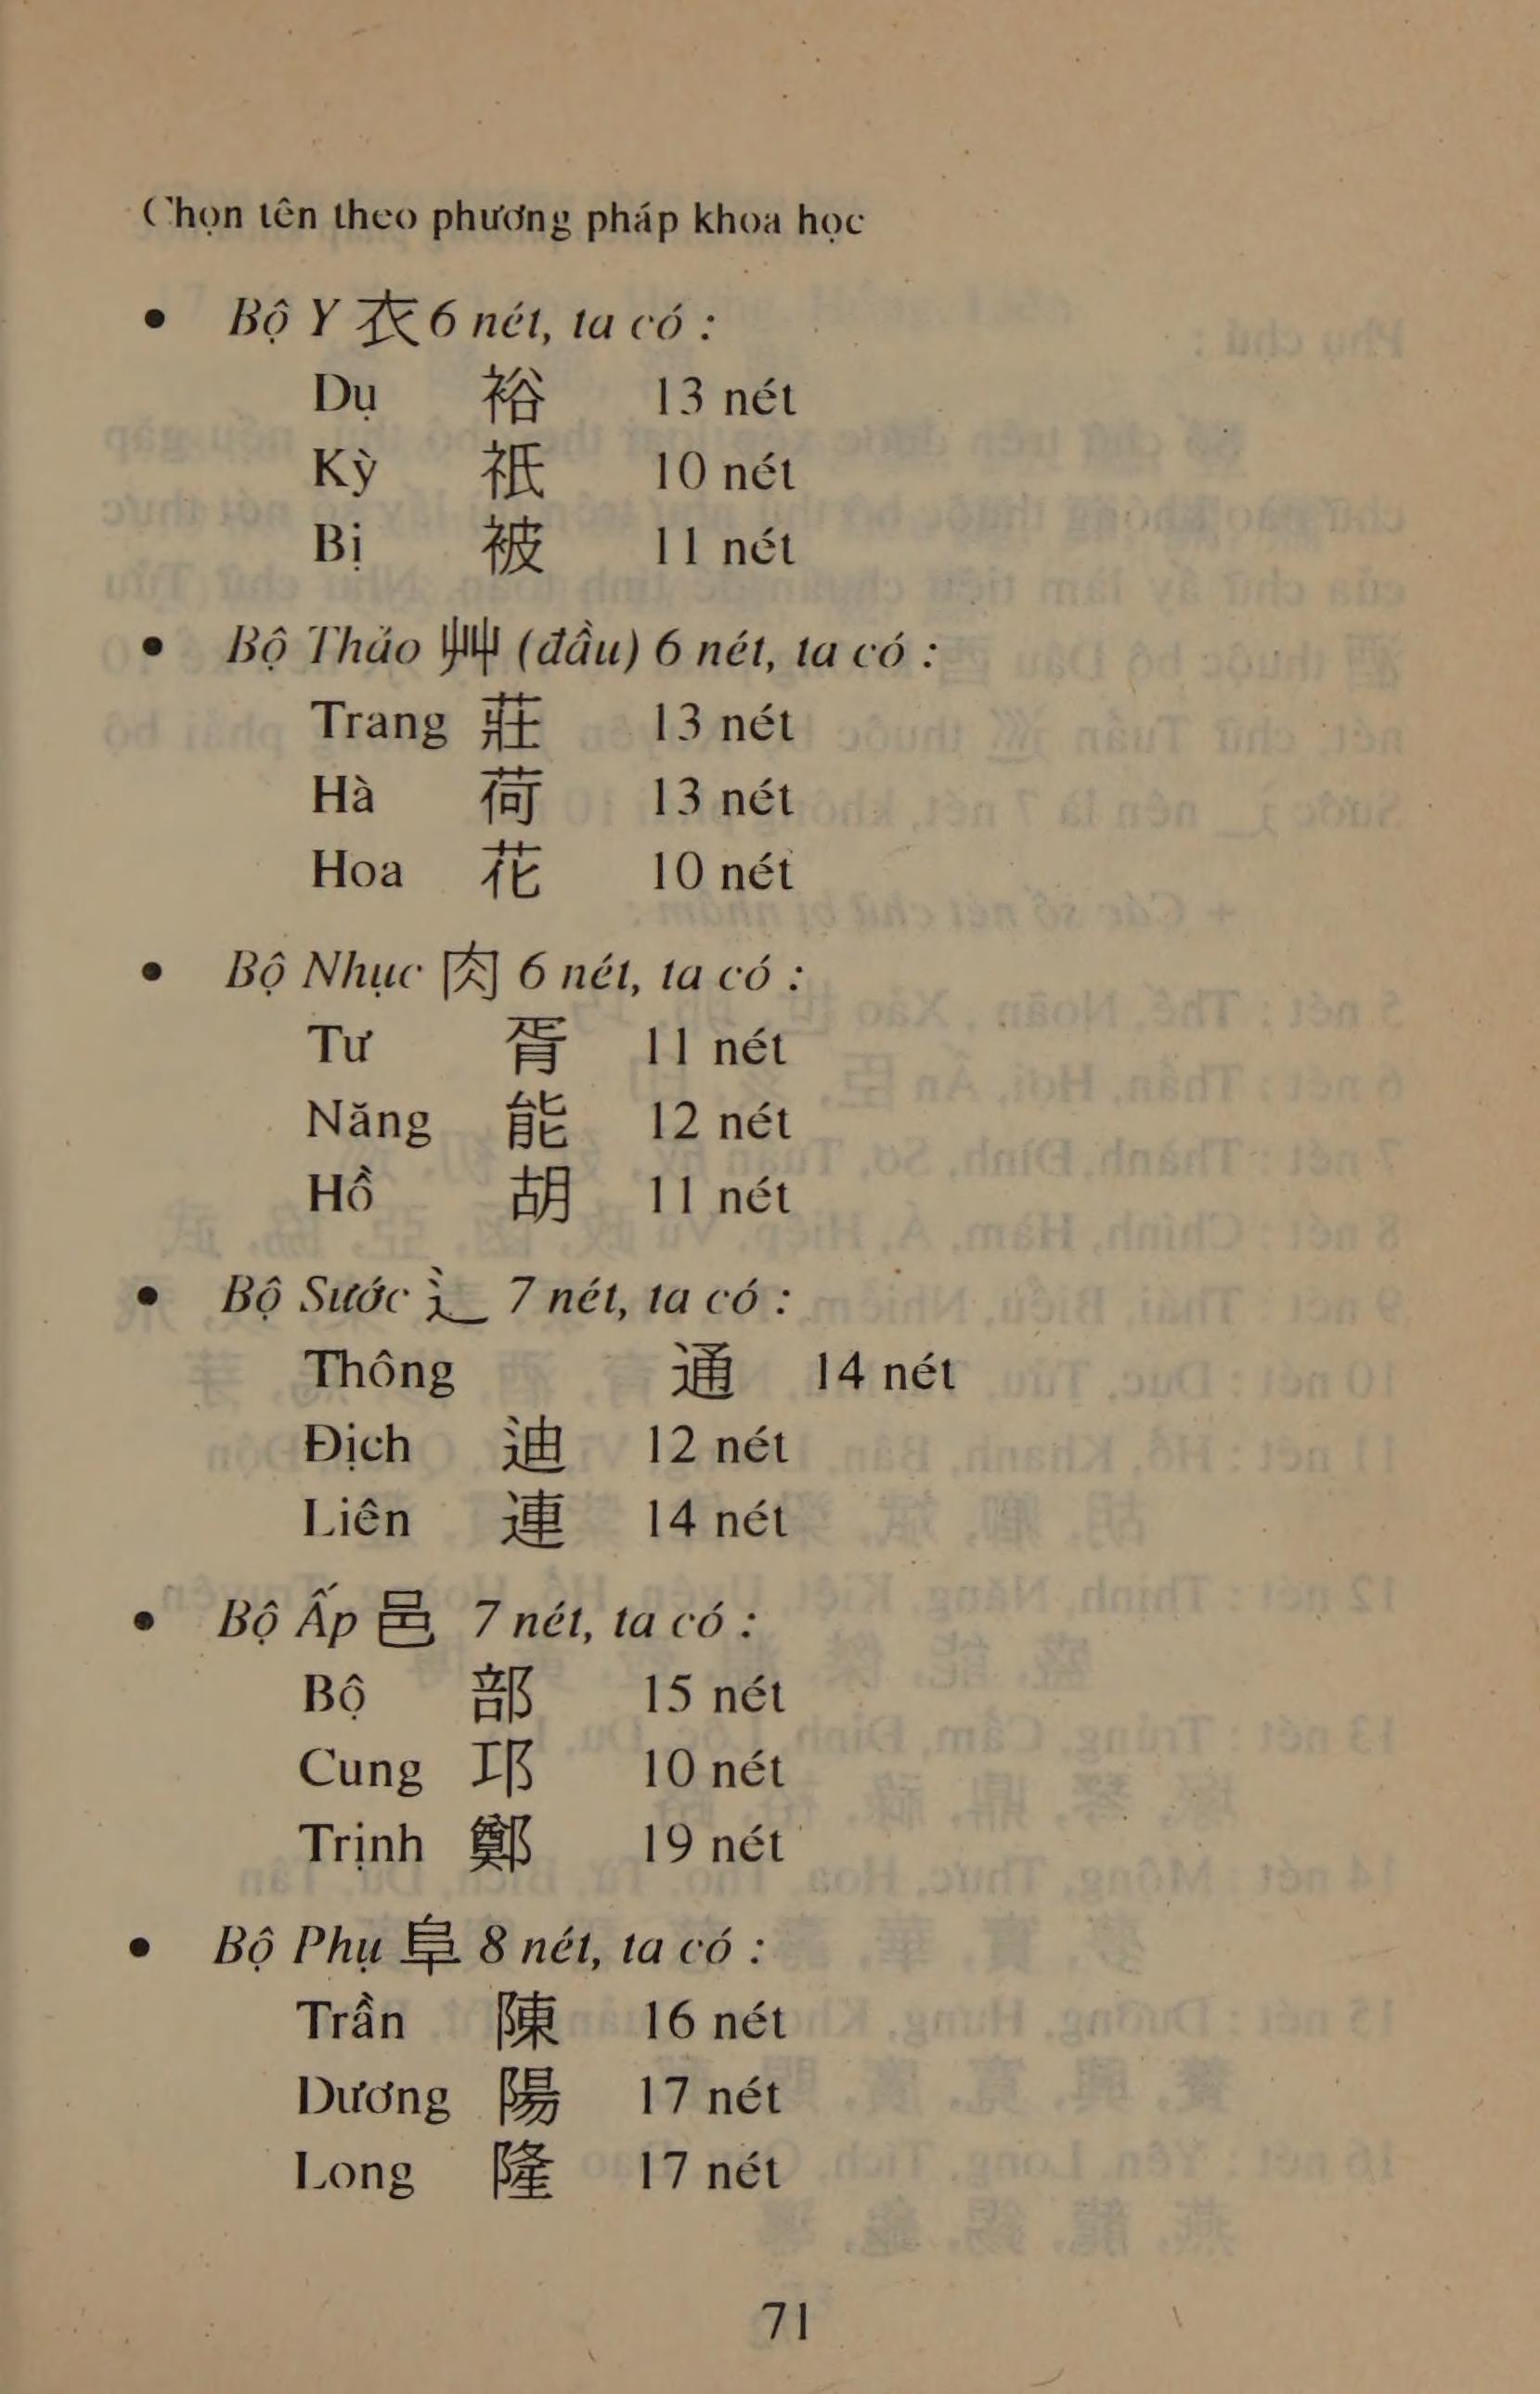 Chọn tên theo phương pháp khoa học
• Bộ Y 衣 6 nét, ta có :
Dụ 裕 13 nét
Kỳ 祇 10 nét
Bị 被 11 nét
• Bộ Thảo 艸 (đầu) 6 nét, ta có :
Trang 莊 13 nét
Hà 荷 13 nét
Hoa 花 10 nét
• Bộ Nhục 肉 6 nét, ta có :
Tư 胥 11 nét
Năng 能 12 nét
Hồ 胡 11 nét
• Bộ Sước 辶 7 nét, ta có :
Thông 通 14 nét
Địch 迪 12 nét
Liên 連 14 nét
• Bộ Ấp 邑 7 nét, ta có :
Bộ 部 15 nét
Cung 邛 10 nét
Trịnh 鄭 19 nét
• Bộ Phụ 阜 8 nét, ta có :
Trần 陳 16 nét
Dương 陽 17 nét
Long 隆 17 nét
71